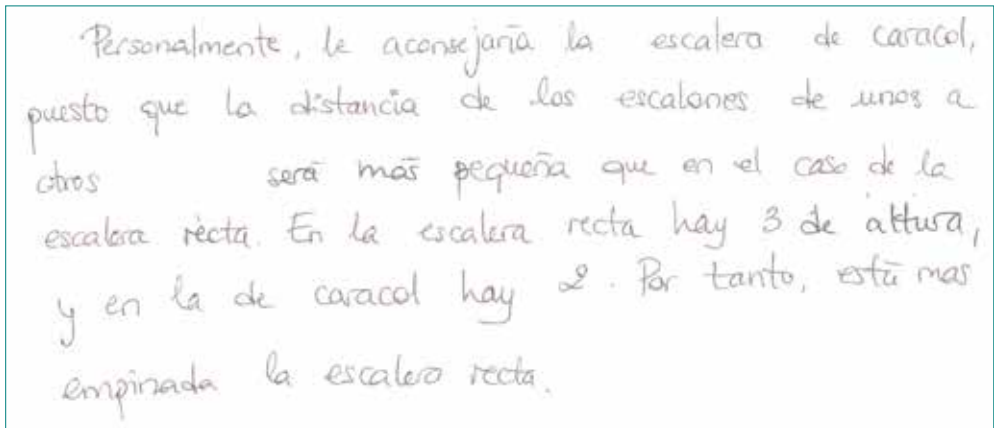 Personalmente, le aconsejaría la escalera de caracol,
puesto que la distancia de los escalones de unos a
otros será más pequeña que en el caso de la
escalera recta. En la escalera recta hay 3 de altura,
y en la de caracol hay 2. Por tanto, está mas
empinada la escalera recta.